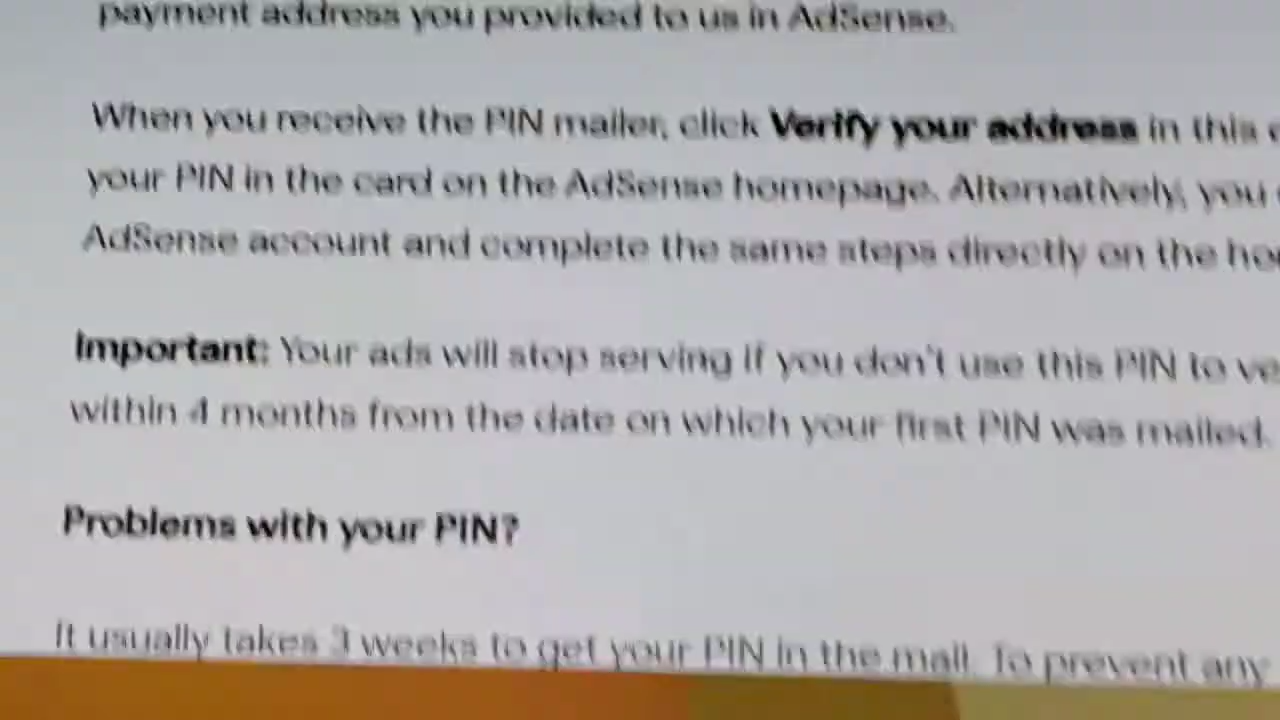 payment address you provided to us in AdSense.
When you receive the PIN mailer, click Verify your address in this
your PIN in the card on the AdSense homepage. Alternatively, you
AdSense account and complete the same steps directly on the ho
Important: Your ads will stop serving if you don't use this PIN to ve
within 4 months from the date on which your first PIN was mailed.
Problems with your PIN?
It usually takes 3 weeks to get your PIN in the mail. To prevent any